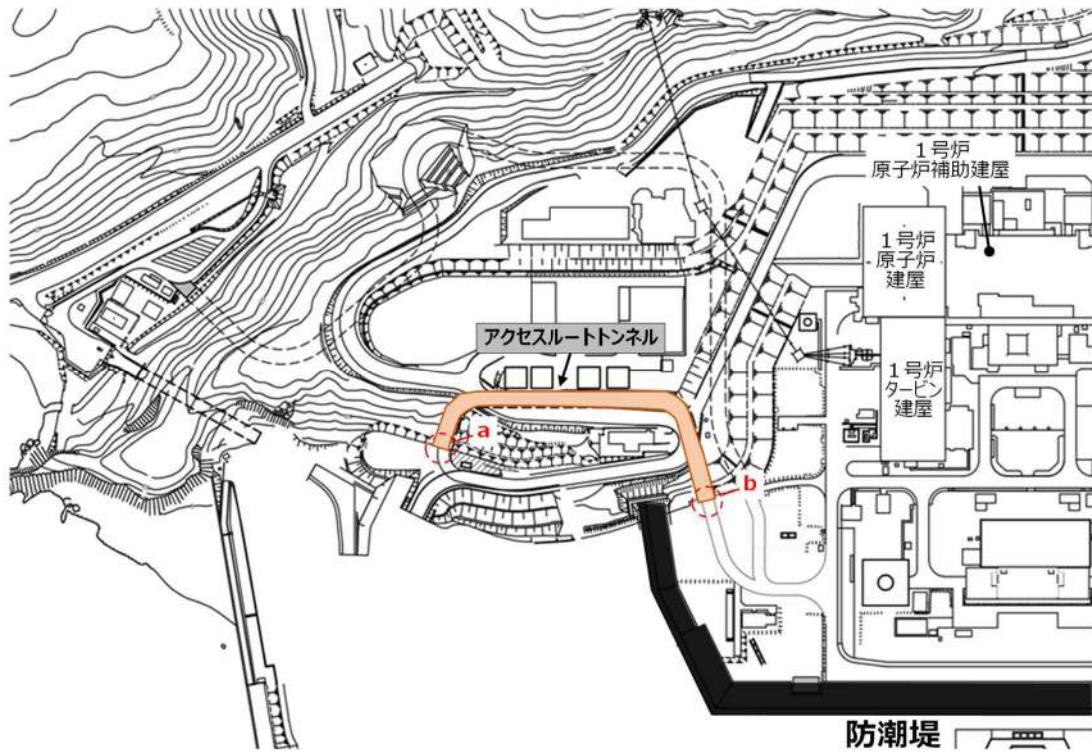 １号炉
原子炉補助建屋
１号炉
原子炉
建屋
アクセスルートトンネル
１号炉
タービン
建屋
a
b
防潮堤